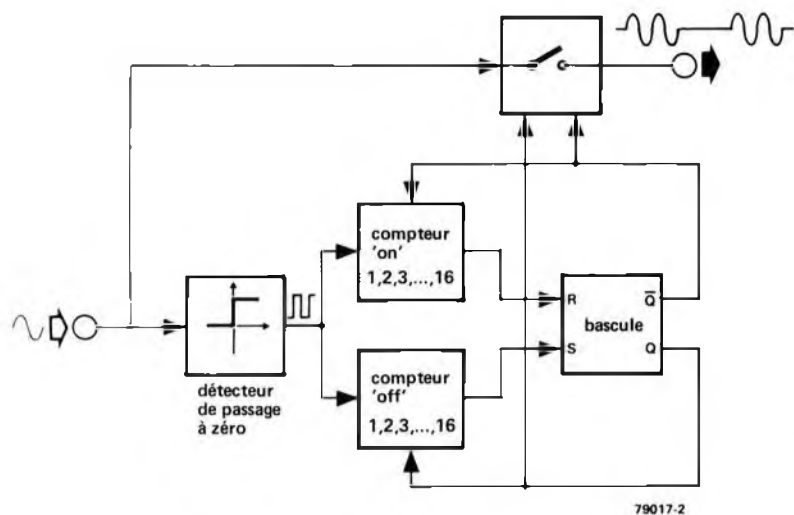 compteur
'on'
1,2,3,...,16
R
Q̅
bascule
S
Q
détecteur
de passage
à zéro
compteur
'off'
1,2,3,...,16
79017-2